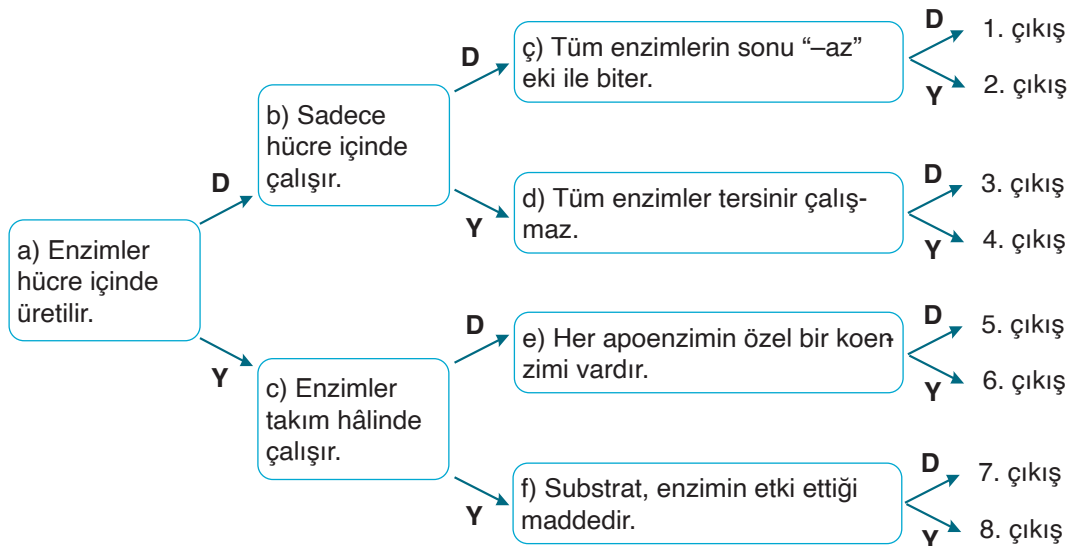 a) Enzimler
hücre içinde
üretilir.
D
Y
b) Sadece
hücre içinde
çalışır.
D
Y
c) Enzimler
takım hâlinde
çalışır.
D
Y
ç) Tüm enzimlerin sonu “–az”
eki ile biter.
D
Y
1. çıkış
2. çıkış
d) Tüm enzimler tersinir çalış-
maz.
D
Y
3. çıkış
4. çıkış
e) Her apoenzimin özel bir koen-
zimi vardır.
D
Y
5. çıkış
6. çıkış
f) Substrat, enzimin etki ettiği
maddedir.
D
Y
7. çıkış
8. çıkış